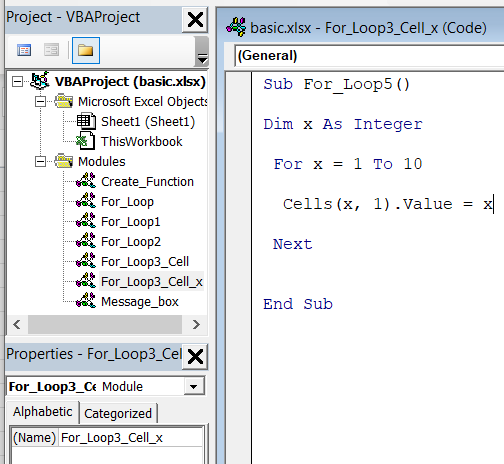 Project - VBAProject
VBAProject (basic.xlsx)
Microsoft Excel Objects
Sheet1 (Sheet1)
ThisWorkbook
Modules
Create_Function
For_Loop
For_Loop1
For_Loop2
For_Loop3_Cell
For_Loop3_Cell_x
Message_box
Properties - For_Loop3_Cel
For_Loop3_Ce Module
Alphabetic Categorized
(Name) For_Loop3_Cell_x
basic.xlsx - For_Loop3_Cell_x (Code)
(General)
Sub For_Loop5()
Dim x As Integer
For x = 1 To 10
Cells(x, 1).Value = x
Next
End Sub